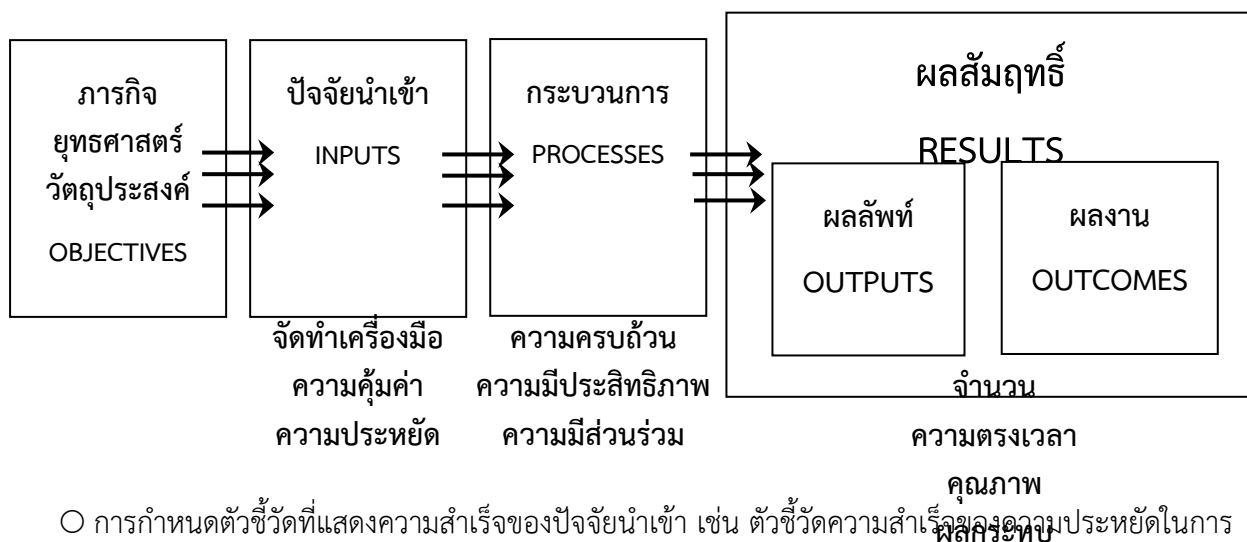 ภารกิจ
ยุทธศาสตร์
วัตถุประสงค์
OBJECTIVES
ปัจจัยนำเข้า
INPUTS
กระบวนการ
PROCESSES
ผลสัมฤทธิ์
RESULTS
ผลลัพท์
OUTPUTS
ผลงาน
OUTCOMES
จัดทำเครื่องมือ
ความคุ้มค่า
ความประหยัด
ความครบถ้วน
ความมีประสิทธิภาพ
ความมีส่วนร่วม
จำนวน
ความตรงเวลา
คุณภาพ
ผลกระทบ
○ การกำหนดตัวชี้วัดที่แสดงความสำเร็จของปัจจัยนำเข้า เช่น ตัวชี้วัดความสำเร็จของความประหยัดในการ